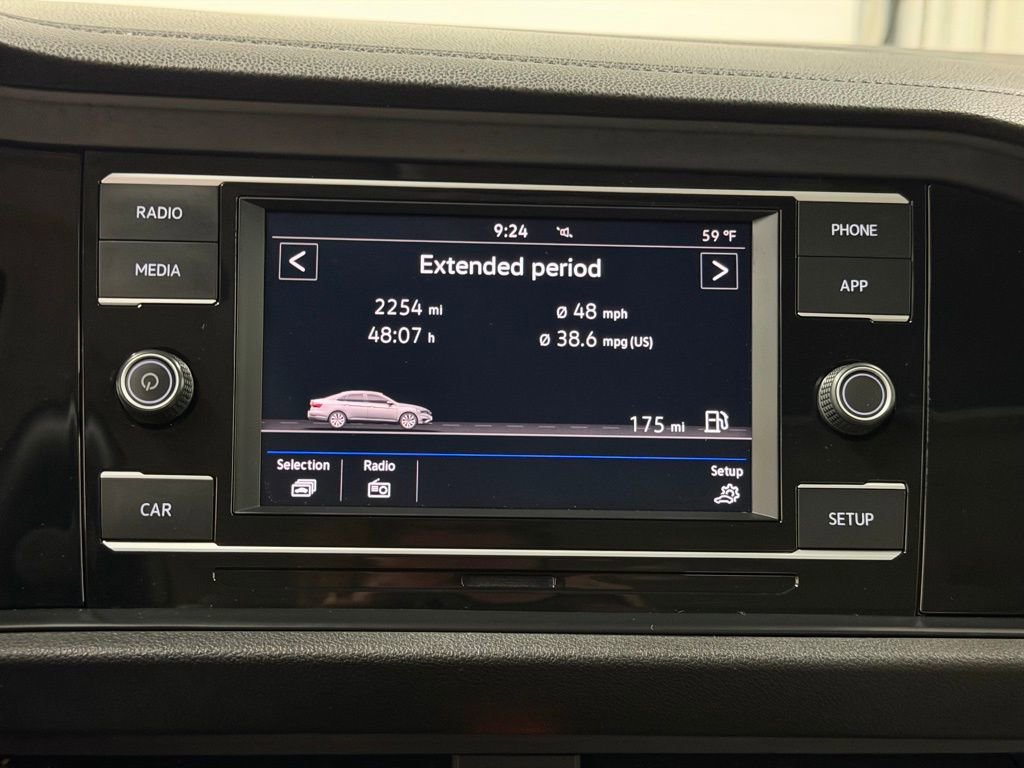 RADIO
MEDIA
CAR
9:24
59 °F
<
Extended period
>
2254 mi
Ø 48 mph
48:07 h
Ø 38.6 mpg (US)
175 mi
Selection
Radio
Setup
PHONE
APP
SETUP